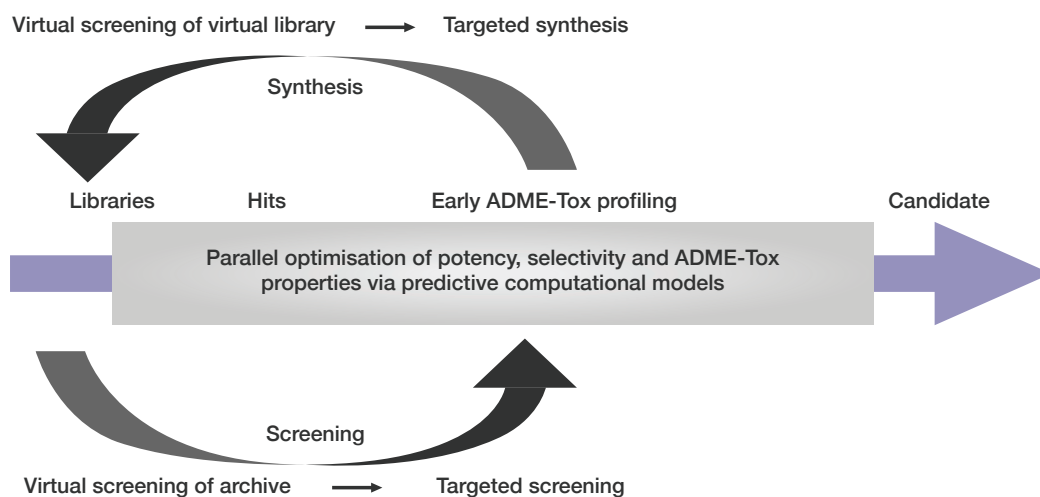 Virtual screening of virtual library Targeted synthesis
Synthesis
Libraries Hits Early ADME-Tox profiling Candidate
Parallel optimisation of potency, selectivity and ADME-Tox
properties via predictive computational models
Screening
Virtual screening of archive Targeted screening